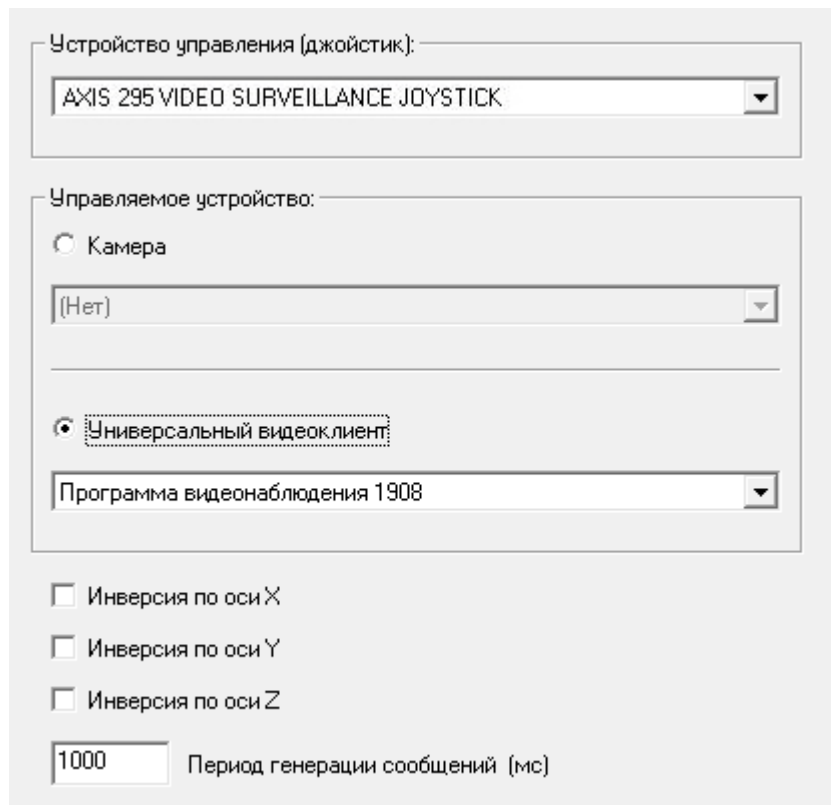 Устройство управления (джойстик):
AXIS 295 VIDEO SURVEILLANCE JOYSTICK
Управляемое устройство:
Камера
(Нет)
Универсальный видеоклиент
Программа видеонаблюдения 1908
Инверсия по оси X
Инверсия по оси Y
Инверсия по оси Z
1000 Период генерации сообщений (мс)